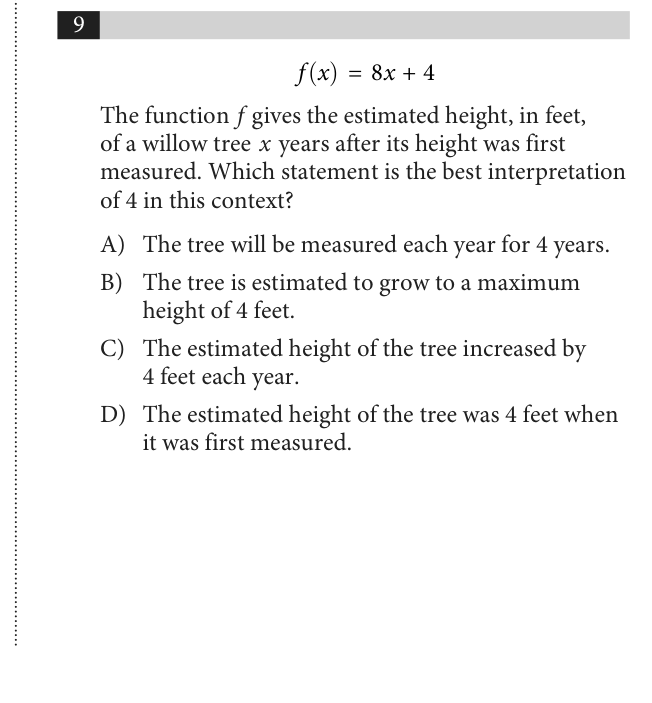 9
f(x) = 8x + 4
The function f gives the estimated height, in feet,
of a willow tree x years after its height was first
measured. Which statement is the best interpretation
of 4 in this context?
A) The tree will be measured each year for 4 years.
B) The tree is estimated to grow to a maximum
height of 4 feet.
C) The estimated height of the tree increased by
4 feet each year.
D) The estimated height of the tree was 4 feet when
it was first measured.